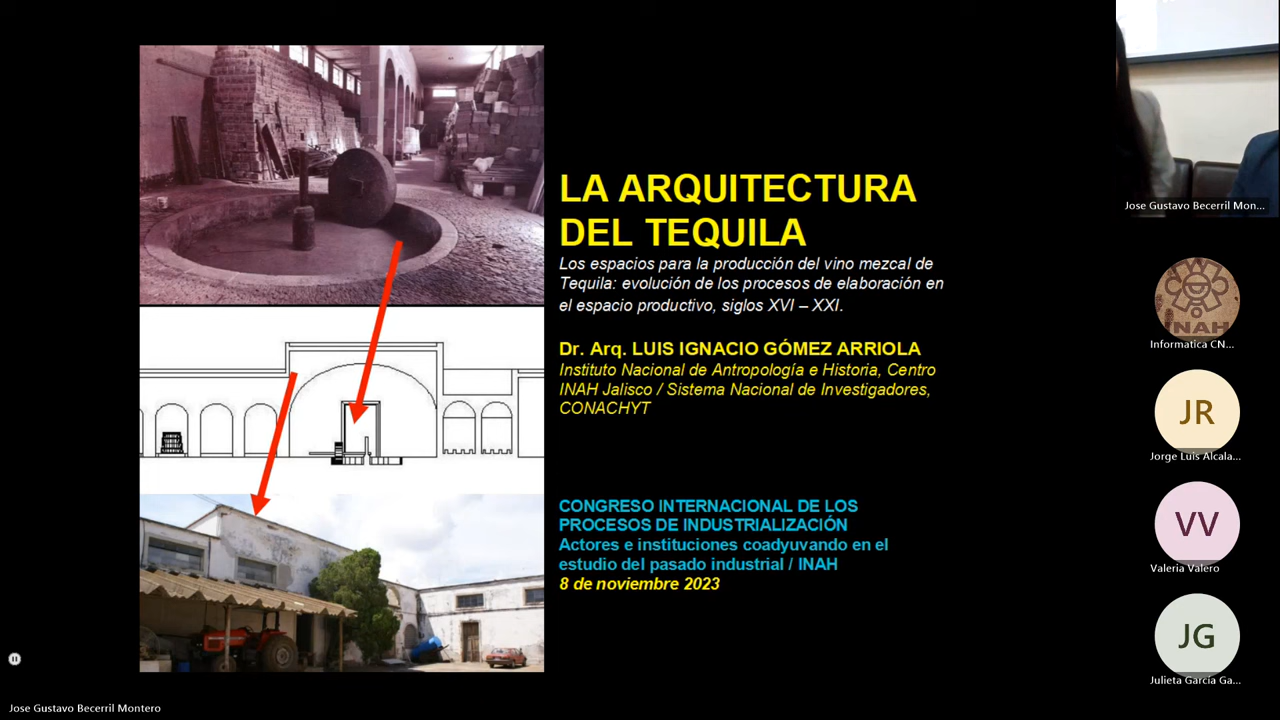 LA ARQUITECTURA
DEL TEQUILA
Los espacios para la producción del vino mezcal de
Tequila: evolución de los procesos de elaboración en
el espacio productivo, siglos XVI – XXI.
Dr. Arq. LUIS IGNACIO GÓMEZ ARRIOLA
Instituto Nacional de Antropología e Historia, Centro
INAH Jalisco / Sistema Nacional de Investigadores,
CONACHYT
CONGRESO INTERNACIONAL DE LOS
PROCESOS DE INDUSTRIALIZACIÓN
Actores e instituciones coadyuvando en el
estudio del pasado industrial / INAH
8 de noviembre 2023
Jose Gustavo Becerril Mon...
INAH
Informatica CN...
JR
Jorge Luis Alcala...
VV
Valeria Valero
JG
Julieta García Ga...
Jose Gustavo Becerril Montero